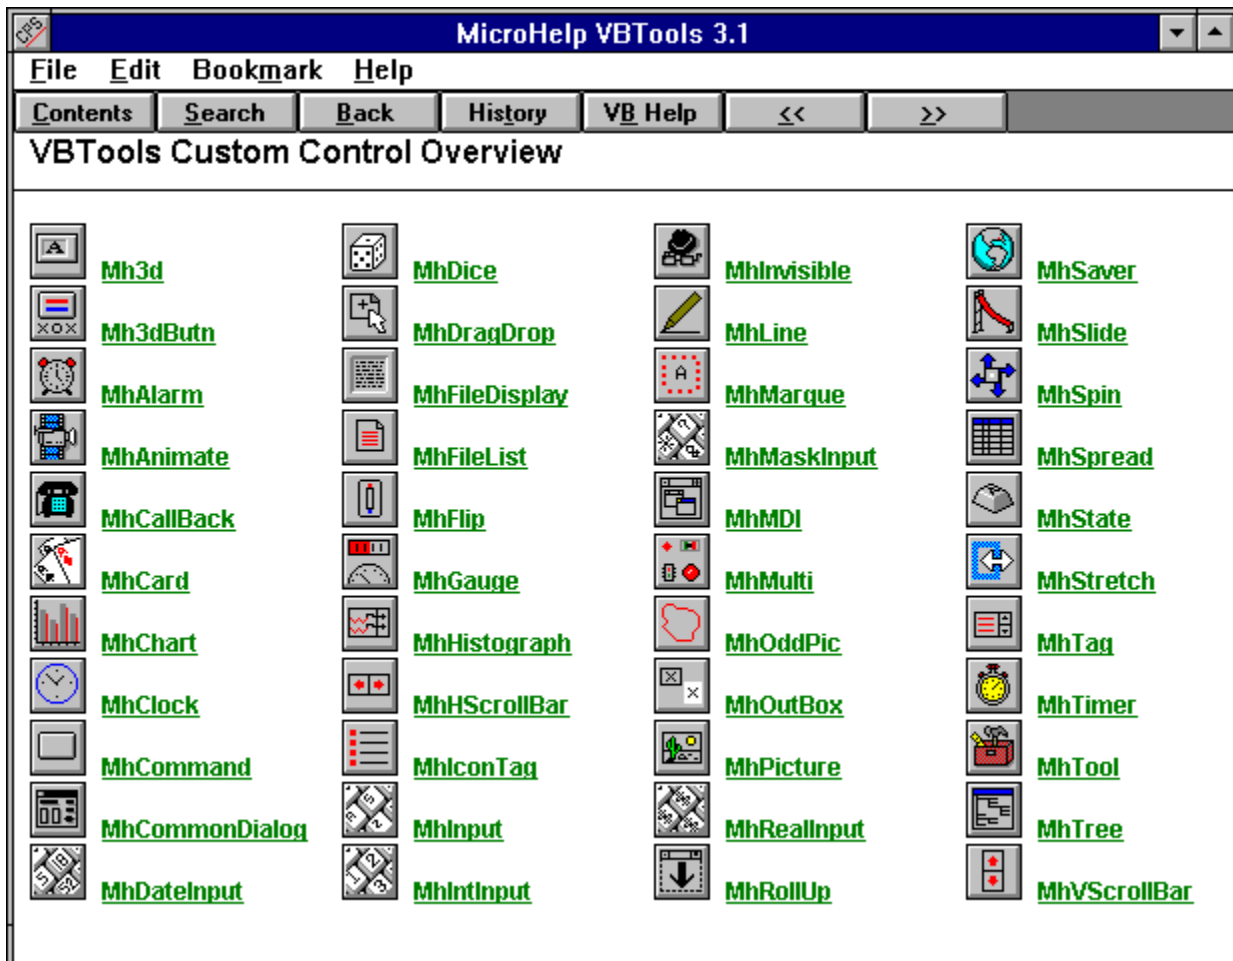 MicroHelp VBTools 3.1
File Edit Bookmark Help
Contents Search Back History VB Help << >>
VBTools Custom Control Overview
Mh3d MhDice MhInvisible MhSaver
Mh3dButn MhDragDrop MhLine MhSlide
MhAlarm MhFileDisplay MhMarque MhSpin
MhAnimate MhFileList MhMaskInput MhSpread
MhCallBack MhFlip MhMDI MhState
MhCard MhGauge MhMulti MhStretch
MhChart MhHistograph MhOddPic MhTag
MhClock MhHScrollBar MhOutBox MhTimer
MhCommand MhIconTag MhPicture MhTool
MhCommonDialog MhInput MhRealInput MhTree
MhDateInput MhIntInput MhRollUp MhVScrollBar